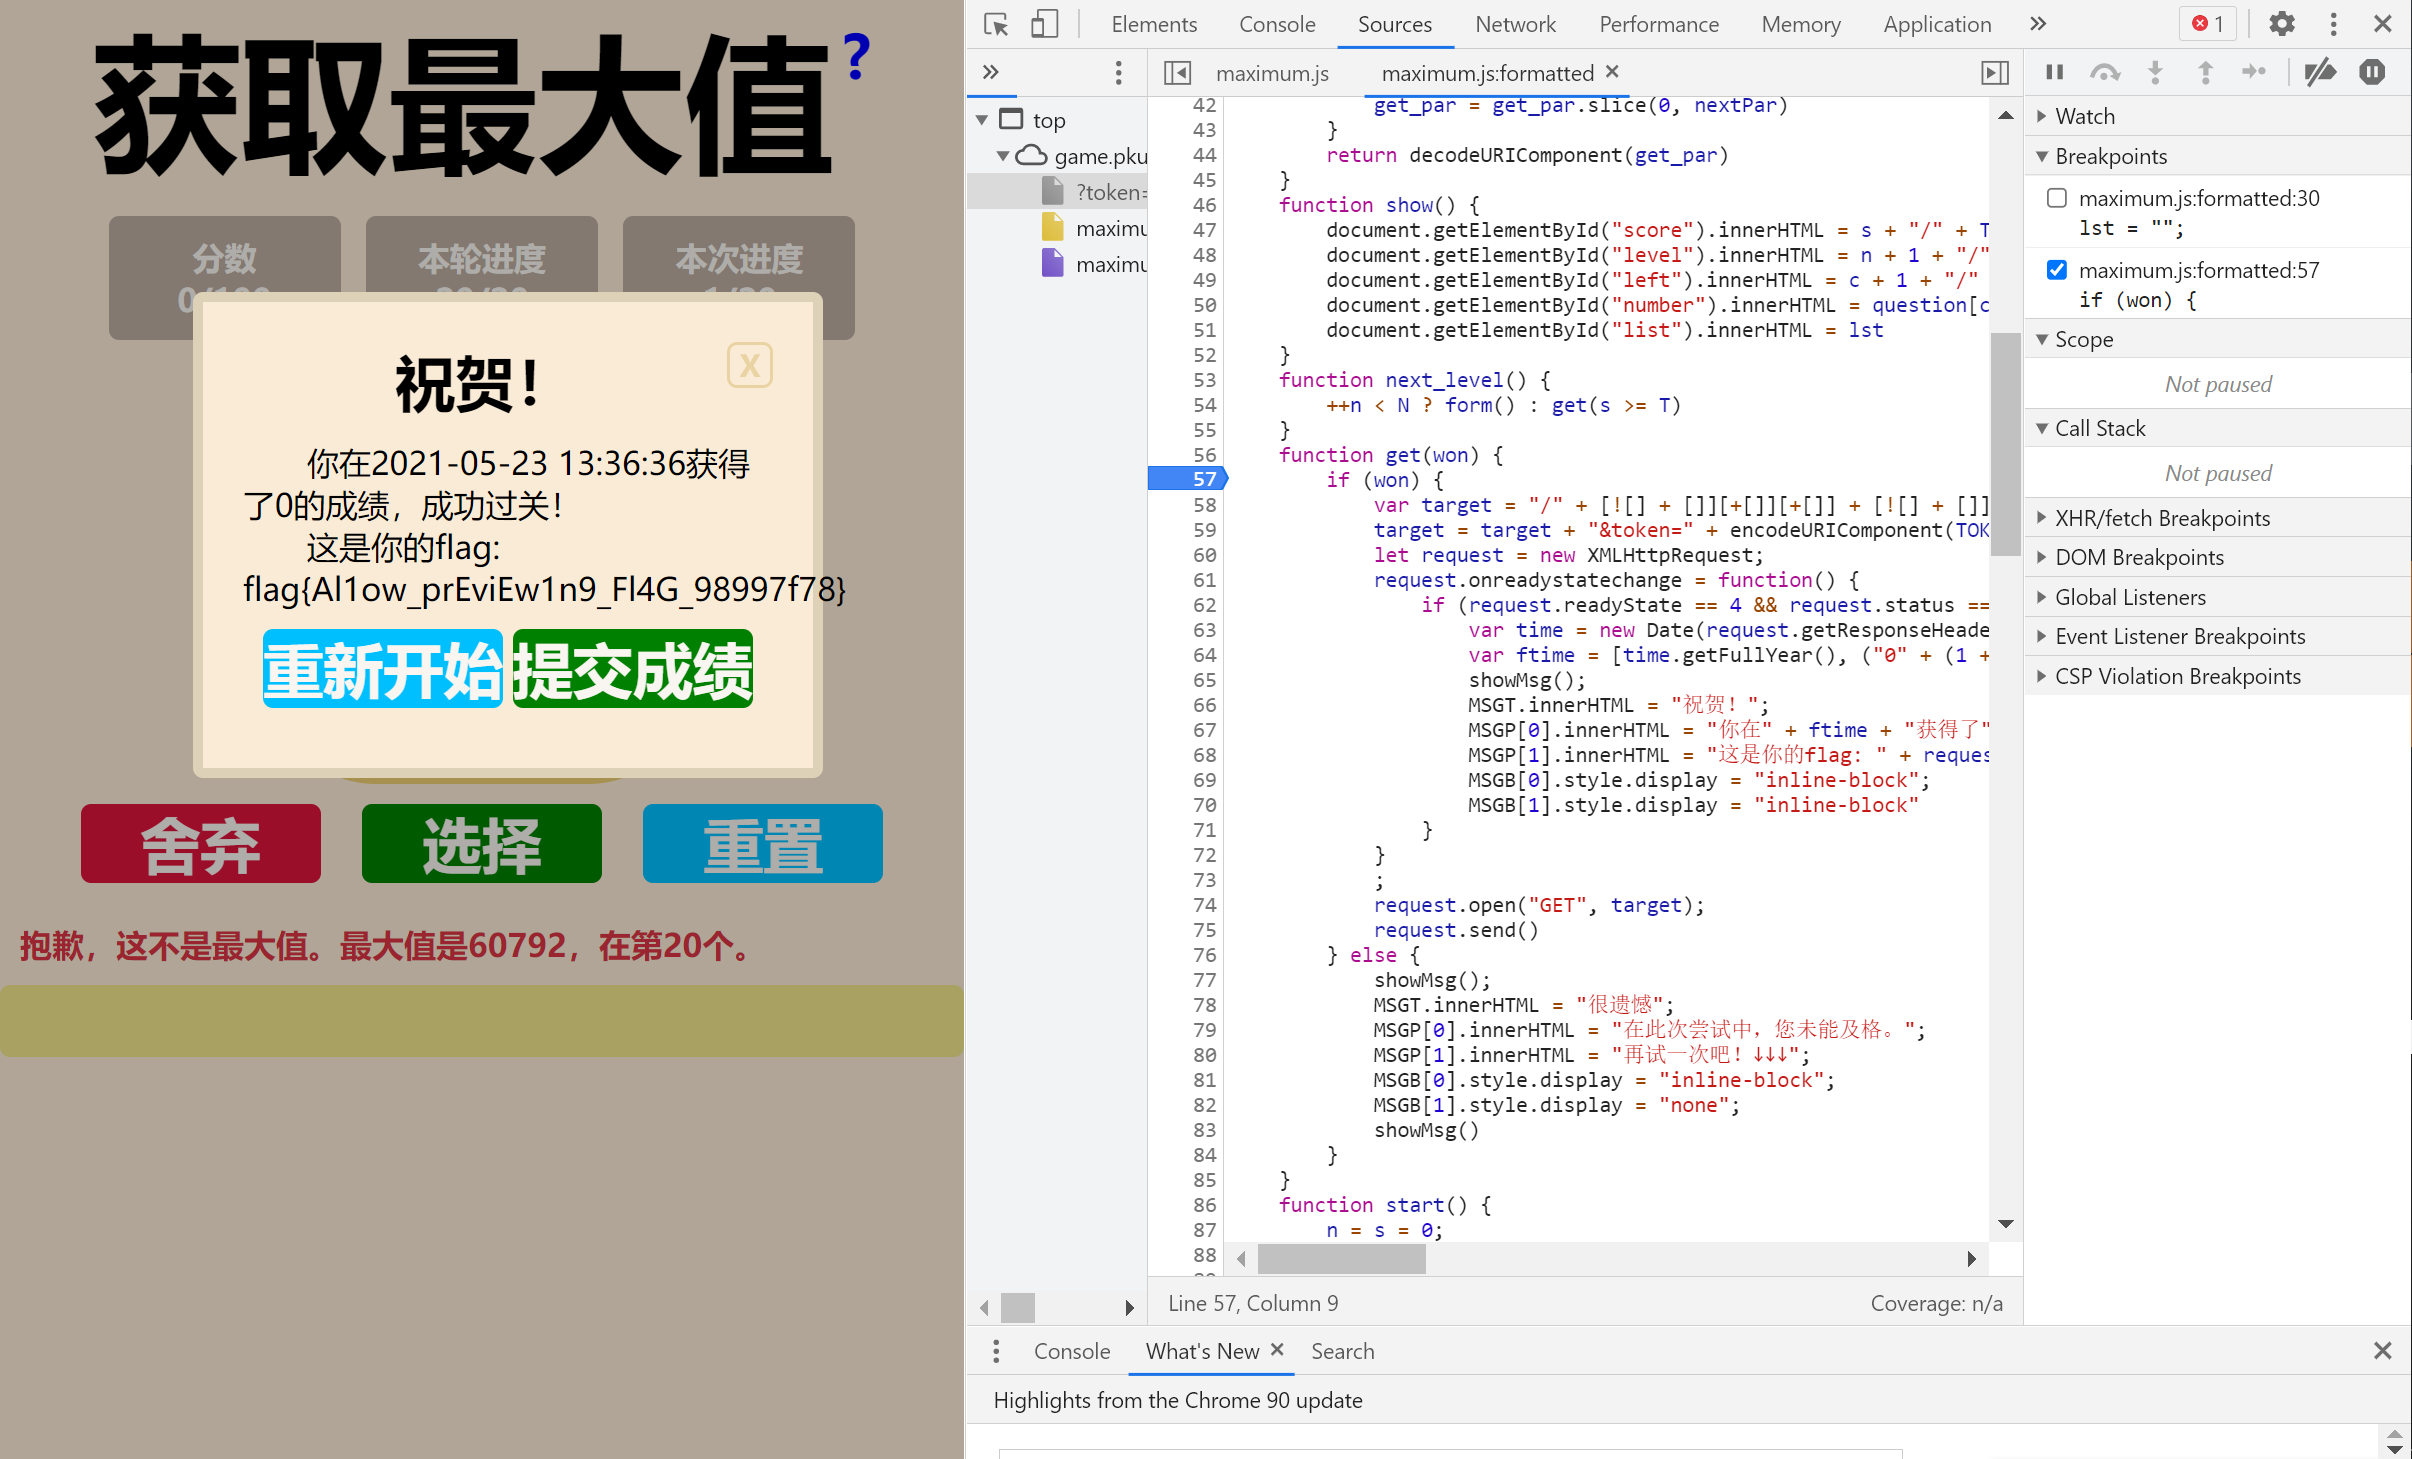 获取最大值?
分数
本轮进度
本次进度
祝贺！
X
你在2021-05-23 13:36:36获得
了0的成绩，成功过关！
这是你的flag:
flag{Al1ow_prEviEw1n9_Fl4G_98997f78}
重新开始 提交成绩
舍弃 选择 重置
抱歉，这不是最大值。最大值是60792，在第20个。
Elements Console Sources Network Performance Memory Application » 1
»
top
game.pku
?token=
maximu
maximu
maximum.js maximum.js:formatted ×
42 get_par = get_par.slice(0, nextPar)
43 }
44 return decodeURIComponent(get_par)
45 }
46 function show() {
47 document.getElementById("score").innerHTML = s + "/" + T
48 document.getElementById("level").innerHTML = n + 1 + "/"
49 document.getElementById("left").innerHTML = c + 1 + "/"
50 document.getElementById("number").innerHTML = question[c
51 document.getElementById("list").innerHTML = lst
52 }
53 function next_level() {
54 ++n < N ? form() : get(s >= T)
55 }
56 function get(won) {
57 if (won) {
58 var target = "/" + [![] + []][+[]][+[]] + [![] + []]
59 target = target + "&token=" + encodeURIComponent(TOK
60 let request = new XMLHttpRequest;
61 request.onreadystatechange = function() {
62 if (request.readyState == 4 && request.status ==
63 var time = new Date(request.getResponseHeade
64 var ftime = [time.getFullYear(), ("0" + (1 +
65 showMsg();
66 MSGT.innerHTML = "祝贺！";
67 MSGP[0].innerHTML = "你在" + ftime + "获得了"
68 MSGP[1].innerHTML = "这是你的flag: " + reques
69 MSGB[0].style.display = "inline-block";
70 MSGB[1].style.display = "inline-block"
71 }
72 }
73 ;
74 request.open("GET", target);
75 request.send()
76 } else {
77 showMsg();
78 MSGT.innerHTML = "很遗憾";
79 MSGP[0].innerHTML = "在此次尝试中，您未能及格。";
80 MSGP[1].innerHTML = "再试一次吧！↓↓↓";
81 MSGB[0].style.display = "inline-block";
82 MSGB[1].style.display = "none";
83 showMsg()
84 }
85 }
86 function start() {
87 n = s = 0;
88
Line 57, Column 9 Coverage: n/a
Watch
Breakpoints
maximum.js:formatted:30
lst = "";
maximum.js:formatted:57
if (won) {
Scope
Not paused
Call Stack
Not paused
XHR/fetch Breakpoints
DOM Breakpoints
Global Listeners
Event Listener Breakpoints
CSP Violation Breakpoints
Console What's New × Search
Highlights from the Chrome 90 update